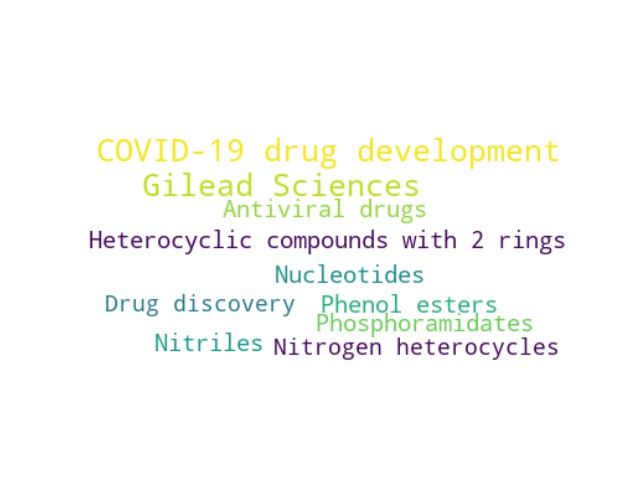 COVID-19 drug development
Gilead Sciences
Antiviral drugs
Heterocyclic compounds with 2 rings
Nucleotides
Drug discovery
Phenol esters
Phosphoramidates
Nitriles
Nitrogen heterocycles